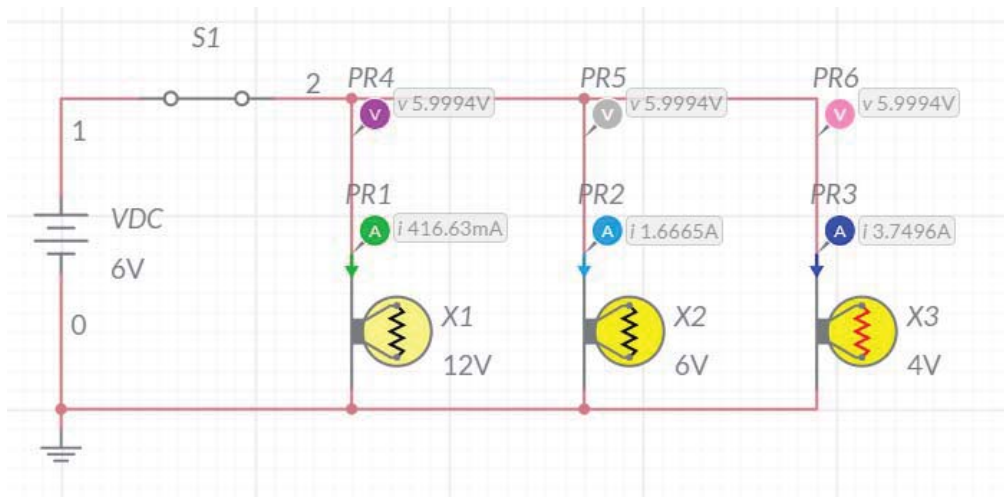 S1
2
PR4
V
v 5.9994V
PR5
V
v 5.9994V
PR6
V
v 5.9994V
1
VDC
6V
PR1
A
i 416.63mA
PR2
A
i 1.6665A
PR3
A
i 3.7496A
0
X1
12V
X2
6V
X3
4V